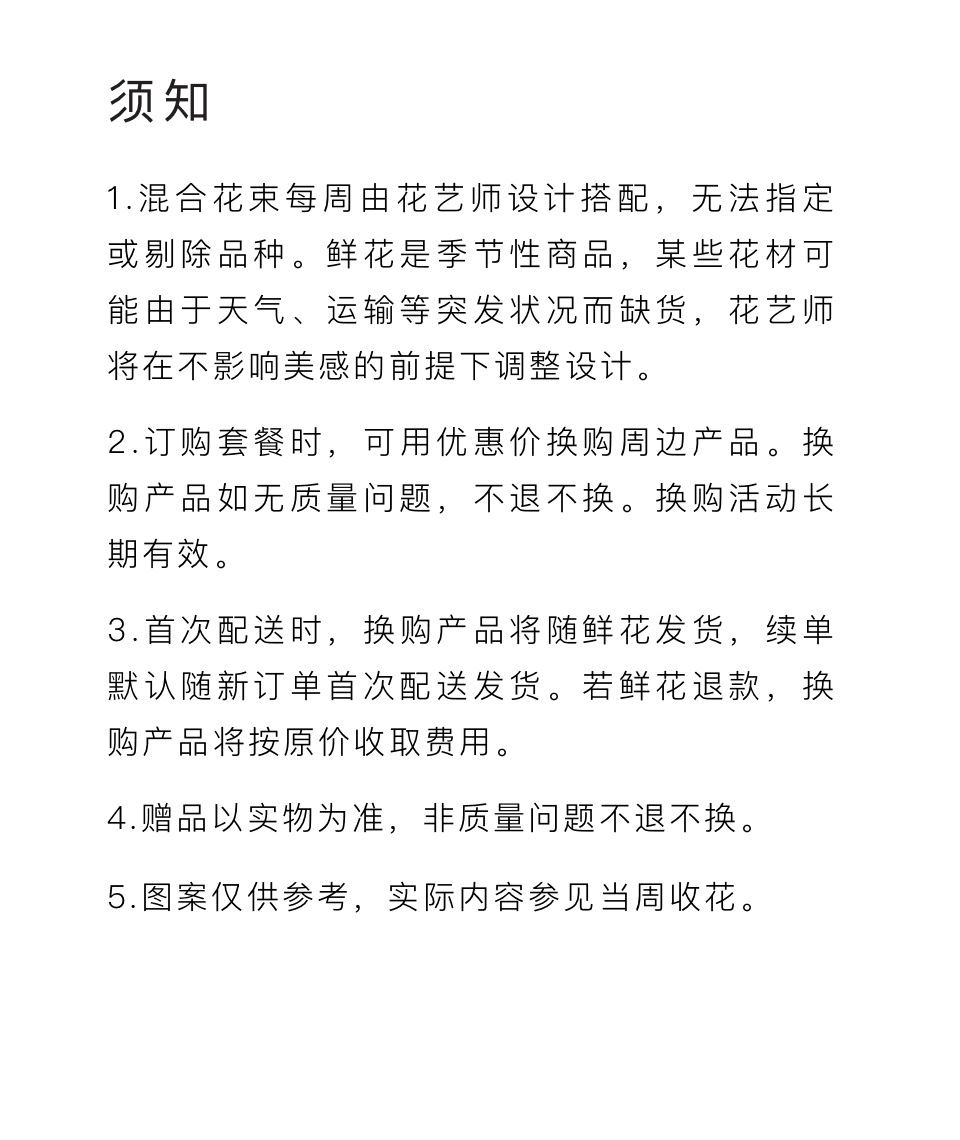 须知
1.混合花束每周由花艺师设计搭配，无法指定
或剔除品种。鲜花是季节性商品，某些花材可
能由于天气、运输等突发状况而缺货，花艺师
将在不影响美感的前提下调整设计。
2.订购套餐时，可用优惠价换购周边产品。换
购产品如无质量问题，不退不换。换购活动长
期有效。
3.首次配送时，换购产品将随鲜花发货，续单
默认随新订单首次配送发货。若鲜花退款，换
购产品将按原价收取费用。
4.赠品以实物为准，非质量问题不退不换。
5.图案仅供参考，实际内容参见当周收花。